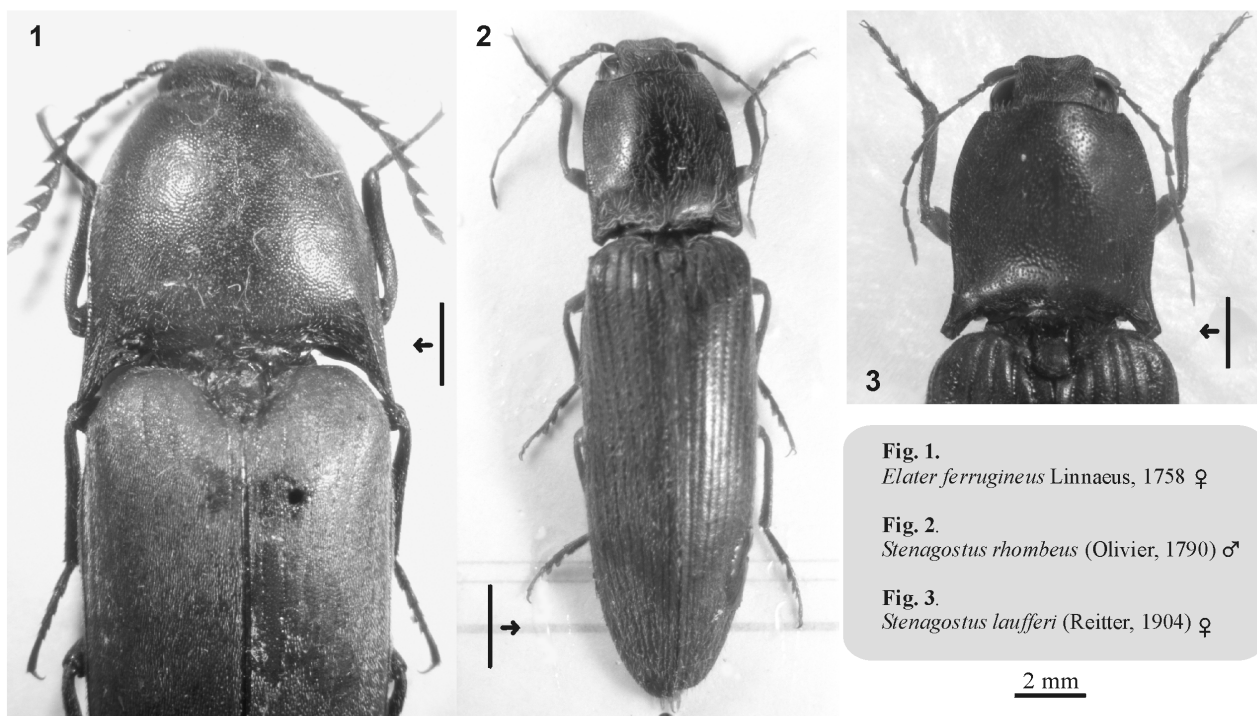 1
2
3
Fig. 1.
Elater ferrugineus Linnaeus, 1758 ♀
Fig. 2.
Stenagostus rhombeus (Olivier, 1790) ♂
Fig. 3.
Stenagostus laufferi (Reitter, 1904) ♀
2 mm